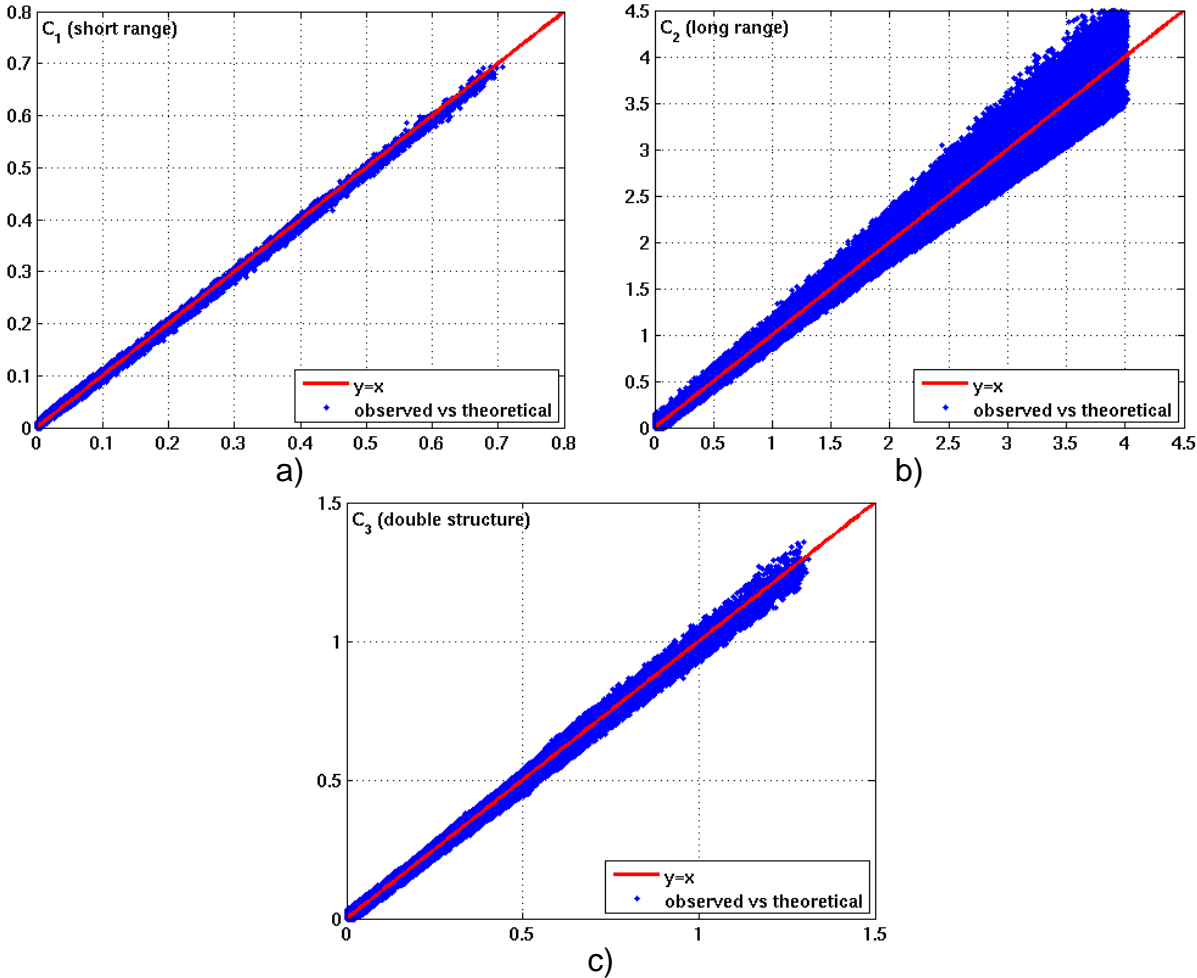 C1 (short range)
0.8
0.7
0.6
0.5
0.4
0.3
0.2
0.1
0
y=x
observed vs theoretical
0 0.1 0.2 0.3 0.4 0.5 0.6 0.7 0.8
a)
C2 (long range)
4.5
4
3.5
3
2.5
2
1.5
1
0.5
0
y=x
observed vs theoretical
0 0.5 1 1.5 2 2.5 3 3.5 4 4.5
b)
C3 (double structure)
1.5
1
0.5
0
y=x
observed vs theoretical
0 0.5 1 1.5
c)